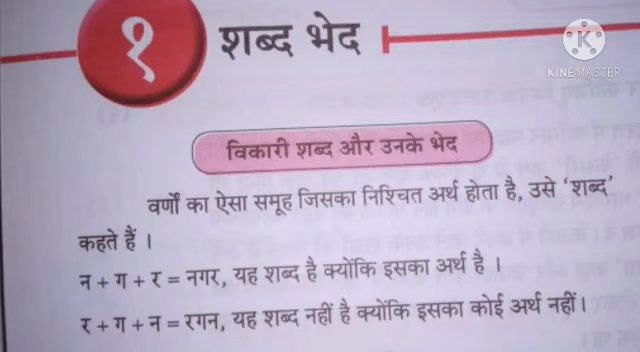 १ शब्द भेद
KINEMASTER
विकारी शब्द और उनके भेद
वर्णों का ऐसा समूह जिसका निश्चित अर्थ होता है, उसे ‘शब्द’
कहते हैं ।
न + ग + र = नगर, यह शब्द है क्योंकि इसका अर्थ है ।
र + ग + न = रगन, यह शब्द नहीं है क्योंकि इसका कोई अर्थ नहीं।